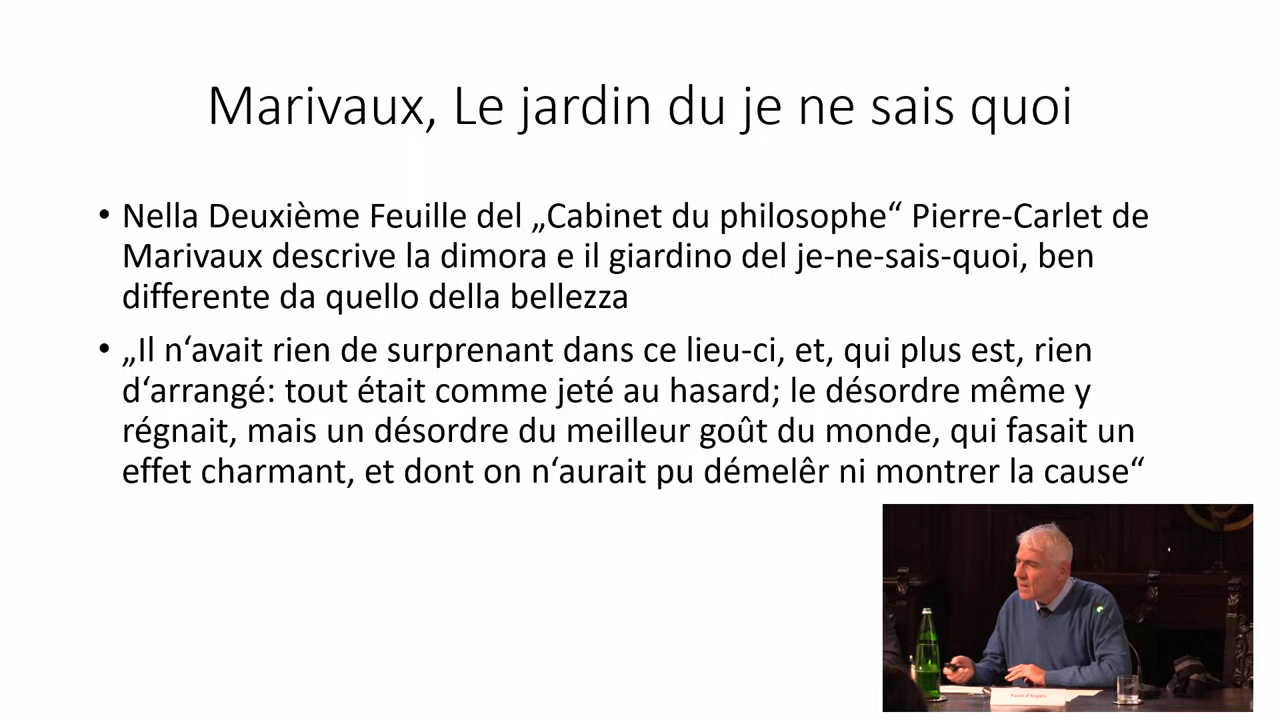 Marivaux, Le jardin du je ne sais quoi
• Nella Deuxième Feuille del „Cabinet du philosophe“ Pierre-Carlet de
Marivaux descrive la dimora e il giardino del je-ne-sais-quoi, ben
differente da quello della bellezza
• „Il n‘avait rien de surprenant dans ce lieu-ci, et, qui plus est, rien
d‘arrangé: tout était comme jeté au hasard; le désordre même y
régnait, mais un désordre du meilleur goût du monde, qui fasait un
effet charmant, et dont on n‘aurait pu démelêr ni montrer la cause“